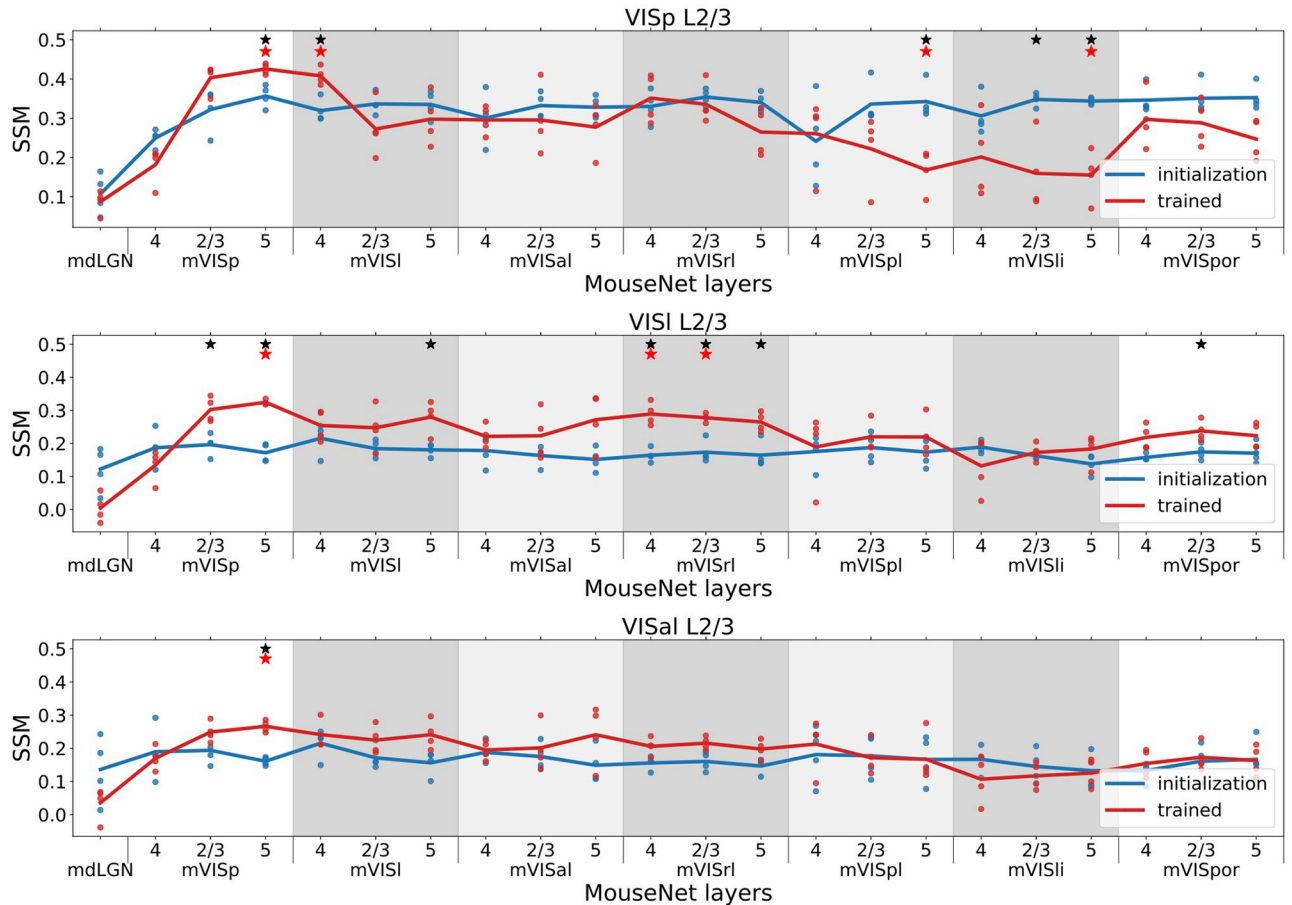 VISp L2/3
0.5
0.4
0.3
0.2
0.1
SSM
initialization
trained
4 2/3 5 4 2/3 5 4 2/3 5 4 2/3 5 4 2/3 5 4 2/3 5 4 2/3 5
mdLGN mVISp mVISl mVISal mVISrl mVISpl mVISli mVISpor
MouseNet layers
VISl L2/3
0.5
0.4
0.3
0.2
0.1
0.0
SSM
initialization
trained
4 2/3 5 4 2/3 5 4 2/3 5 4 2/3 5 4 2/3 5 4 2/3 5 4 2/3 5
mdLGN mVISp mVISl mVISal mVISrl mVISpl mVISli mVISpor
MouseNet layers
VISal L2/3
0.5
0.4
0.3
0.2
0.1
0.0
SSM
initialization
trained
4 2/3 5 4 2/3 5 4 2/3 5 4 2/3 5 4 2/3 5 4 2/3 5 4 2/3 5
mdLGN mVISp mVISl mVISal mVISrl mVISpl mVISli mVISpor
MouseNet layers